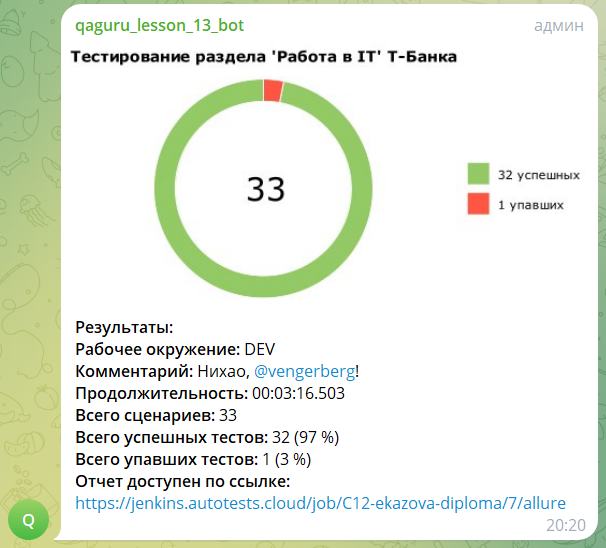 qaguru_lesson_13_bot админ
Тестирование раздела 'Работа в IT' Т-Банка
33
32 успешных
1 упавших
Результаты:
Рабочее окружение: DEV
Комментарий: Нихао, @vengerberg!
Продолжительность: 00:03:16.503
Всего сценариев: 33
Всего успешных тестов: 32 (97 %)
Всего упавших тестов: 1 (3 %)
Отчет доступен по ссылке:
https://jenkins.autotests.cloud/job/C12-ekazova-diploma/7/allure
Q
20:20